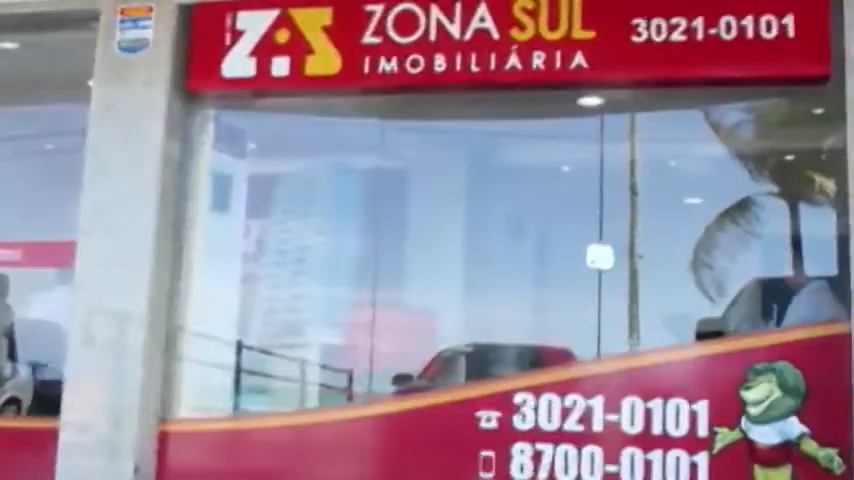 ZS ZONA SUL 3021-0101
IMOBILIÁRIA
3021-0101
8700-0101